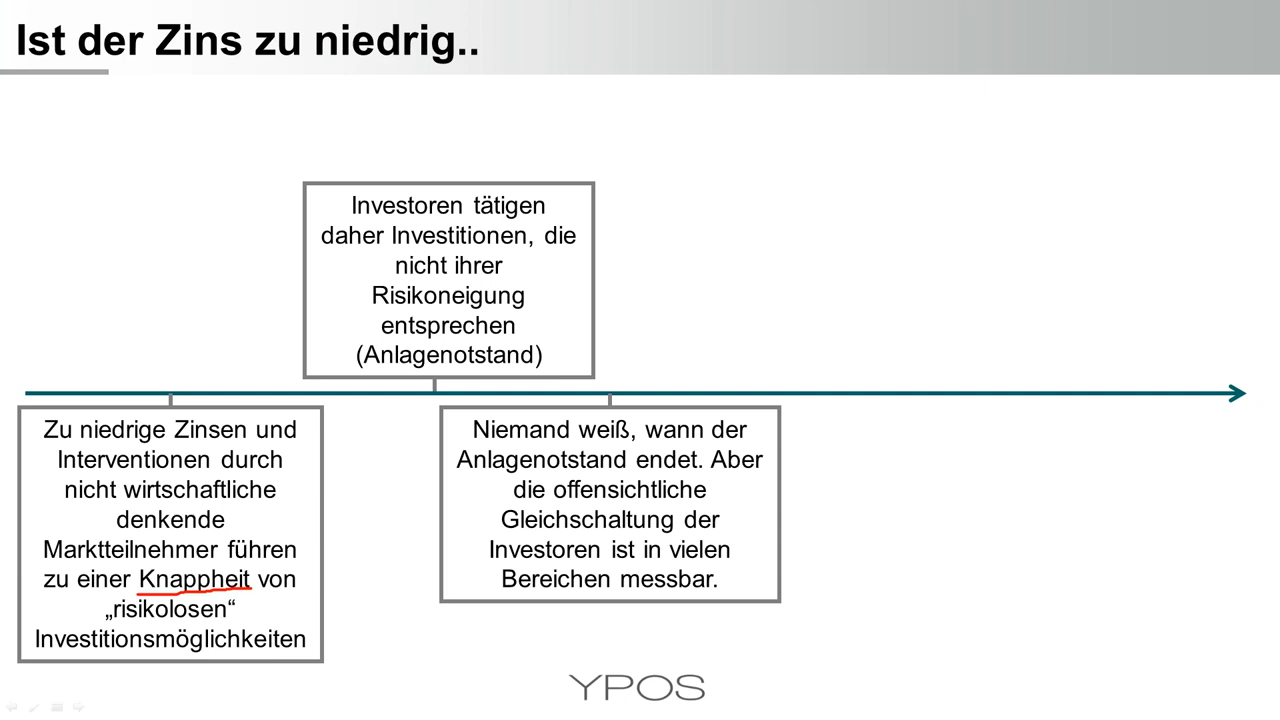 Ist der Zins zu niedrig..
Investoren tätigen
daher Investitionen, die
nicht ihrer
Risikoneigung
entsprechen
(Anlagenotstand)
Zu niedrige Zinsen und
Interventionen durch
nicht wirtschaftliche
denkende
Marktteilnehmer führen
zu einer Knappheit von
„risikolosen“
Investitionsmöglichkeiten
Niemand weiß, wann der
Anlagenotstand endet. Aber
die offensichtliche
Gleichschaltung der
Investoren ist in vielen
Bereichen messbar.
YPOS